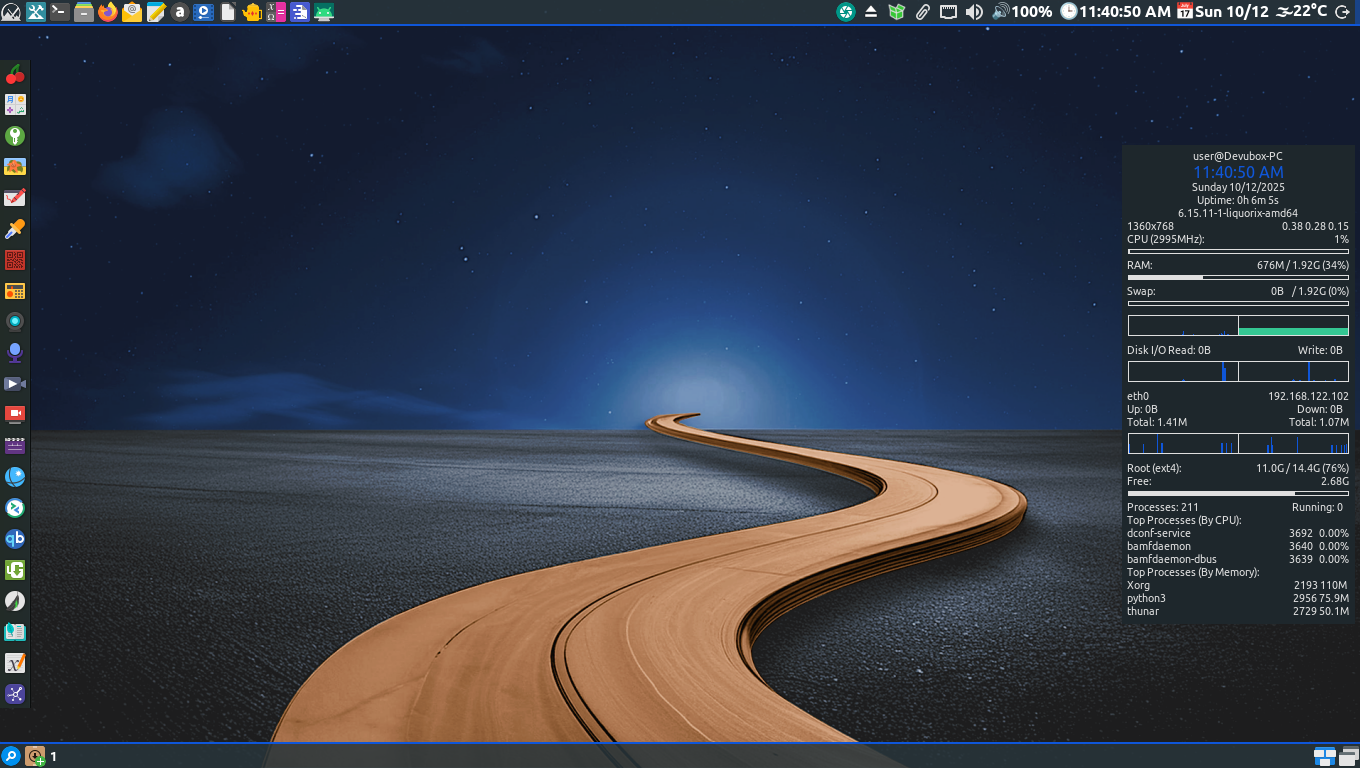 100% 11:40:50 AM July 17 Sun 10/12 22°C
user@Devubox-PC
11:40:50 AM
Sunday 10/12/2025
Uptime: 0h 6m 5s
6.15.11-1-liquorix-amd64
1360x768 0.38 0.28 0.15
CPU (2995MHz): 1%
RAM: 676M / 1.92G (34%)
Swap: 0B / 1.92G (0%)
Disk I/O Read: 0B Write: 0B
eth0 192.168.122.102
Up: 0B Down: 0B
Total: 1.41M Total: 1.07M
Root (ext4): 11.0G / 14.4G (76%)
Free: 2.68G
Processes: 211 Running: 0
Top Processes (By CPU):
dconf-service 3692 0.00%
bamfdaemon 3640 0.00%
bamfdaemon-dbus 3639 0.00%
Top Processes (By Memory):
Xorg 2193 110M
python3 2956 75.9M
thunar 2729 50.1M
qb
1